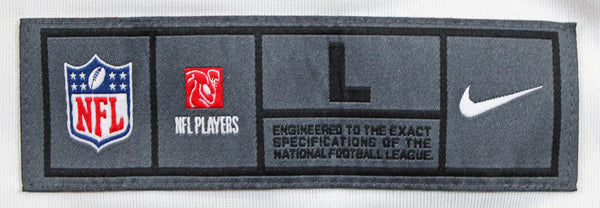 NFL
NFL PLAYERS
L
ENGINEERED TO THE EXACT
SPECIFICATIONS OF THE
NATIONAL FOOTBALL LEAGUE.